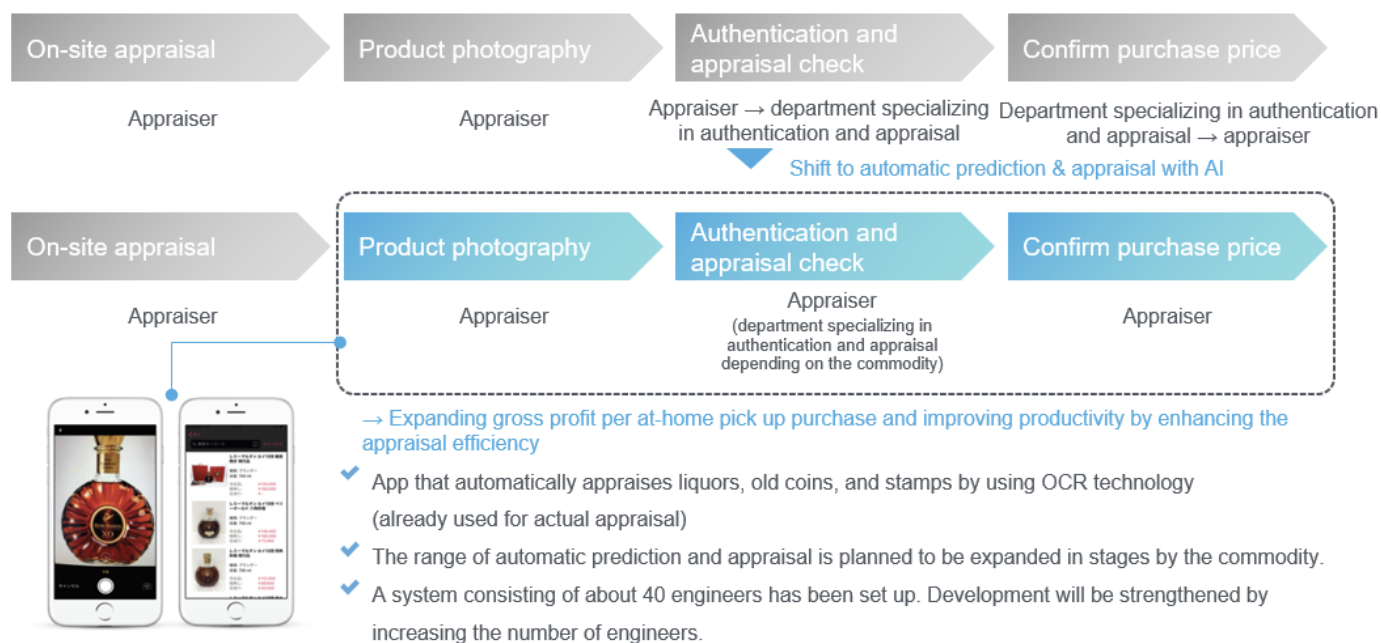 On-site appraisal
Product photography
Authentication and
appraisal check
Confirm purchase price
Appraiser
Appraiser
Appraiser → department specializing
in authentication and appraisal
Department specializing in authentication
and appraisal → appraiser
Shift to automatic prediction & appraisal with AI
On-site appraisal
Product photography
Authentication and
appraisal check
Confirm purchase price
Appraiser
Appraiser
Appraiser
(department specializing in
authentication and appraisal
depending on the commodity)
Appraiser
→ Expanding gross profit per at-home pick up purchase and improving productivity by enhancing the
appraisal efficiency
App that automatically appraises liquors, old coins, and stamps by using OCR technology
(already used for actual appraisal)
The range of automatic prediction and appraisal is planned to be expanded in stages by the commodity.
A system consisting of about 40 engineers has been set up. Development will be strengthened by
increasing the number of engineers.
XO
キャンセル